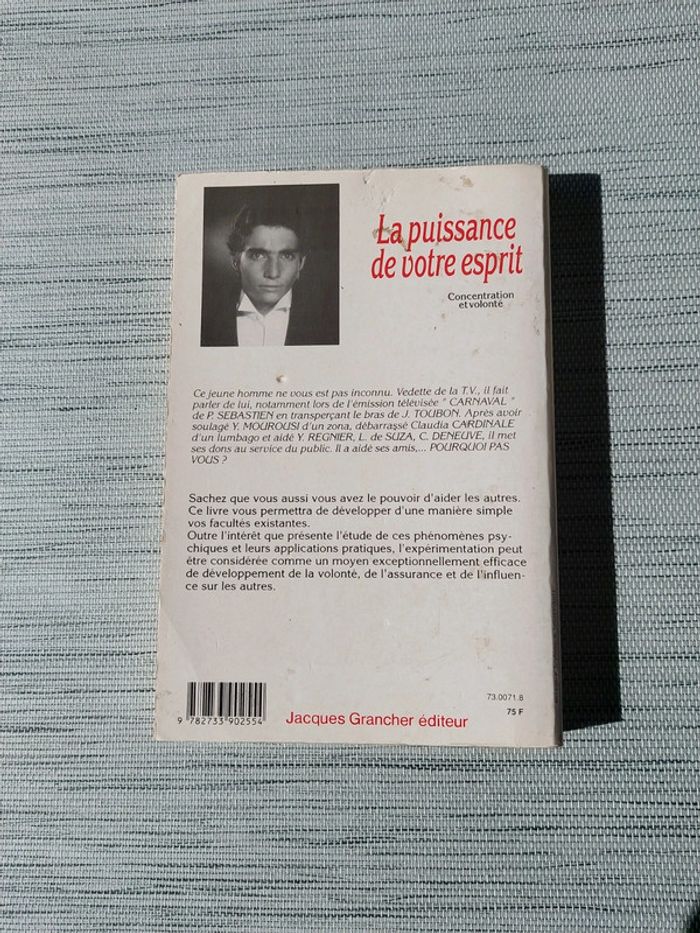 La puissance
de votre esprit
Concentration
et volonté
Ce jeune homme ne vous est pas inconnu. Vedette de la T.V., il fait
parler de lui, notamment lors de l'émission télévisée " CARNAVAL "
de P. SEBASTIEN en transperçant le bras de J. TOUBON. Après avoir
soulagé Y. MOUROUSI d'un zona, débarrassé Claudia CARDINALE
d'un lumbago et aidé Y. REGNIER, L. de SUZA, C. DENEUVE, il met
ses dons au service du public. Il a aidé ses amis,... POURQUOI PAS
VOUS ?
Sachez que vous aussi vous avez le pouvoir d'aider les autres.
Ce livre vous permettra de développer d'une manière simple
vos facultés existantes.
Outre l'intérêt que présente l'étude de ces phénomènes psy-
chiques et leurs applications pratiques, l'expérimentation peut
être considérée comme un moyen exceptionnellement efficace
de développement de la volonté, de l'assurance et de l'influen-
ce sur les autres.
73.0071.8
75 F
9 782733 902554
Jacques Grancher éditeur